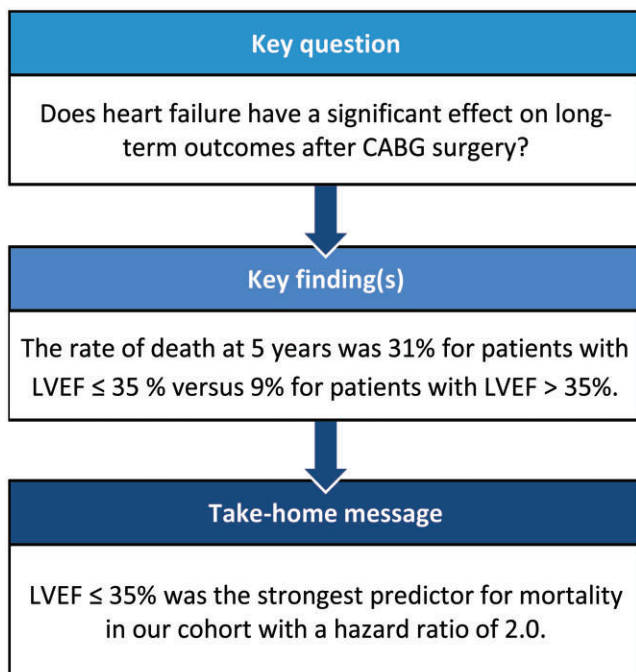 Key question
Does heart failure have a significant effect on long-
term outcomes after CABG surgery?
Key finding(s)
The rate of death at 5 years was 31% for patients with
LVEF ≤ 35 % versus 9% for patients with LVEF > 35%.
Take-home message
LVEF ≤ 35% was the strongest predictor for mortality
in our cohort with a hazard ratio of 2.0.